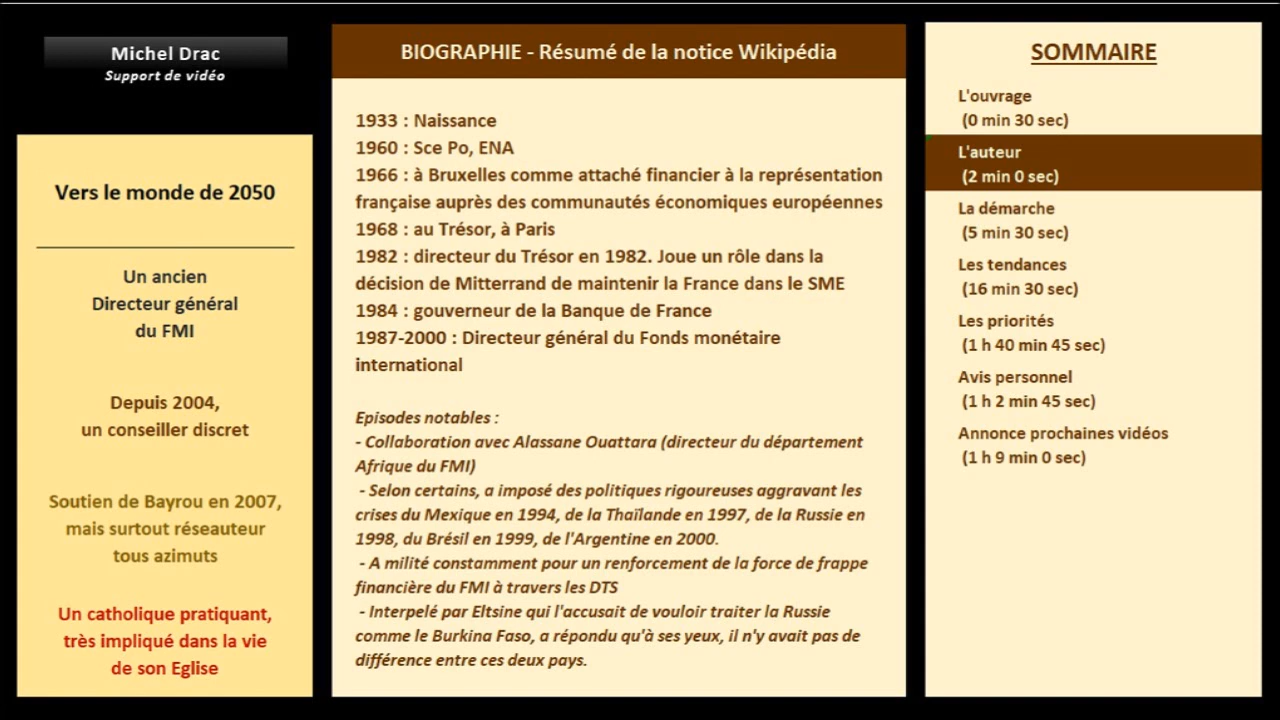 Michel Drac
Support de vidéo
Vers le monde de 2050
Un ancien
Directeur général
du FMI
Depuis 2004,
un conseiller discret
Soutien de Bayrou en 2007,
mais surtout réseauteur
tous azimuts
Un catholique pratiquant,
très impliqué dans la vie
de son Eglise
BIOGRAPHIE - Résumé de la notice Wikipédia
1933 : Naissance
1960 : Sce Po, ENA
1966 : à Bruxelles comme attaché financier à la représentation
française auprès des communautés économiques européennes
1968 : au Trésor, à Paris
1982 : directeur du Trésor en 1982. Joue un rôle dans la
décision de Mitterrand de maintenir la France dans le SME
1984 : gouverneur de la Banque de France
1987-2000 : Directeur général du Fonds monétaire
international
Episodes notables :
- Collaboration avec Alassane Ouattara (directeur du département
Afrique du FMI)
- Selon certains, a imposé des politiques rigoureuses aggravant les
crises du Mexique en 1994, de la Thaïlande en 1997, de la Russie en
1998, du Brésil en 1999, de l'Argentine en 2000.
- A milité constamment pour un renforcement de la force de frappe
financière du FMI à travers les DTS
- Interpelé par Eltsine qui l'accusait de vouloir traiter la Russie
comme le Burkina Faso, a répondu qu'à ses yeux, il n'y avait pas de
différence entre ces deux pays.
SOMMAIRE
L'ouvrage
(0 min 30 sec)
L'auteur
(2 min 0 sec)
La démarche
(5 min 30 sec)
Les tendances
(16 min 30 sec)
Les priorités
(1 h 40 min 45 sec)
Avis personnel
(1 h 2 min 45 sec)
Annonce prochaines vidéos
(1 h 9 min 0 sec)